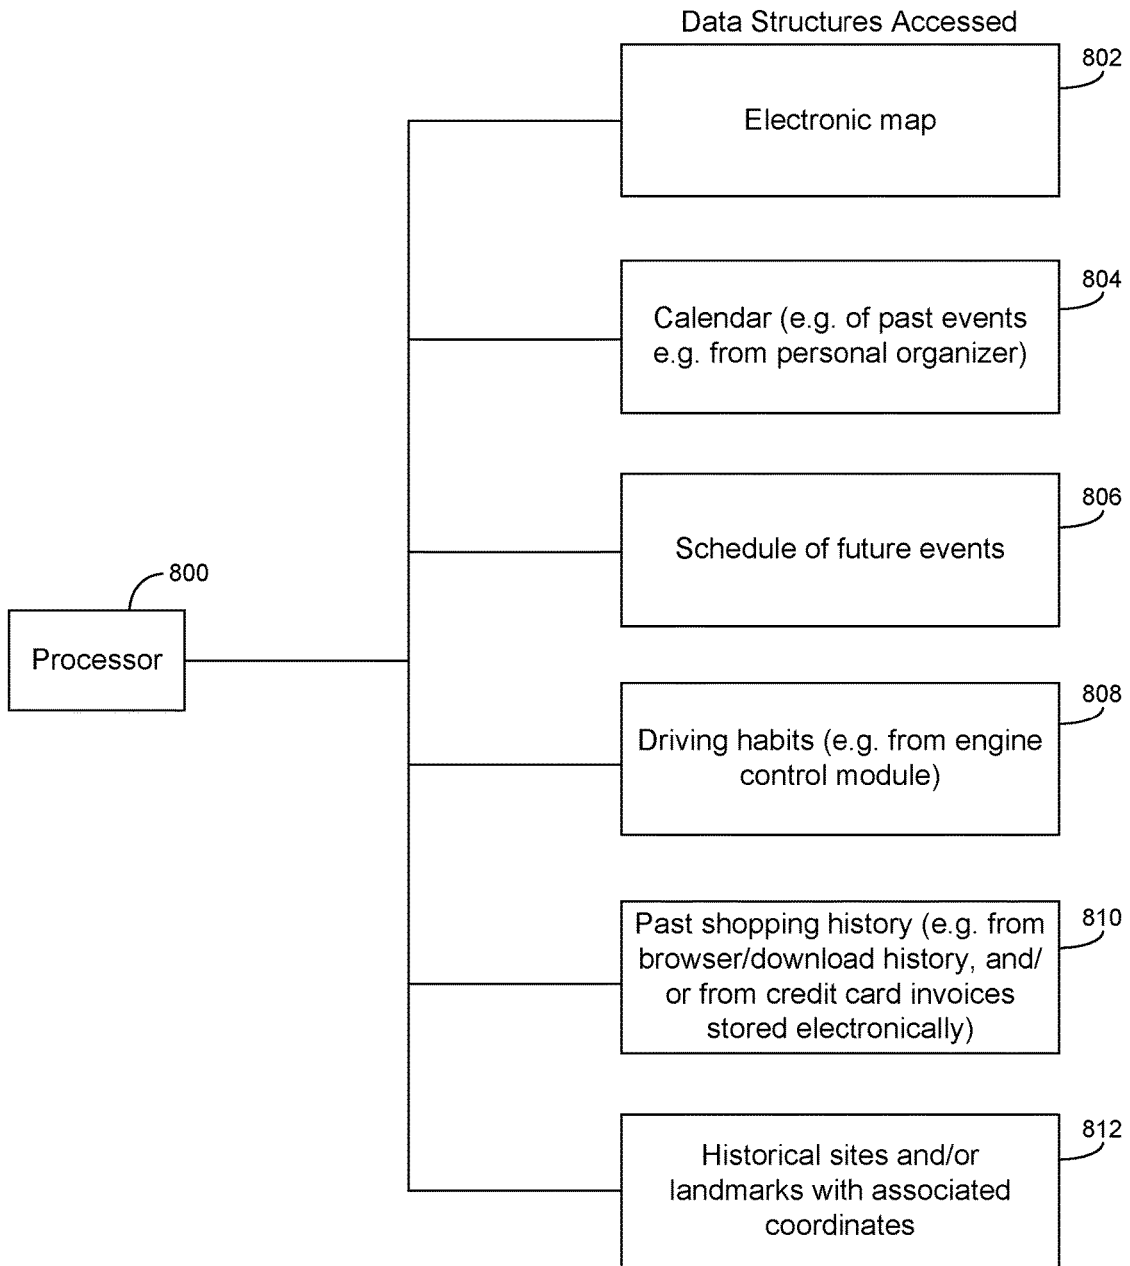 Data Structures Accessed
802
Electronic map
804
Calendar (e.g. of past events
e.g. from personal organizer)
806
Schedule of future events
800
Processor
808
Driving habits (e.g. from engine
control module)
810
Past shopping history (e.g. from
browser/download history, and/
or from credit card invoices
stored electronically)
812
Historical sites and/or
landmarks with associated
coordinates